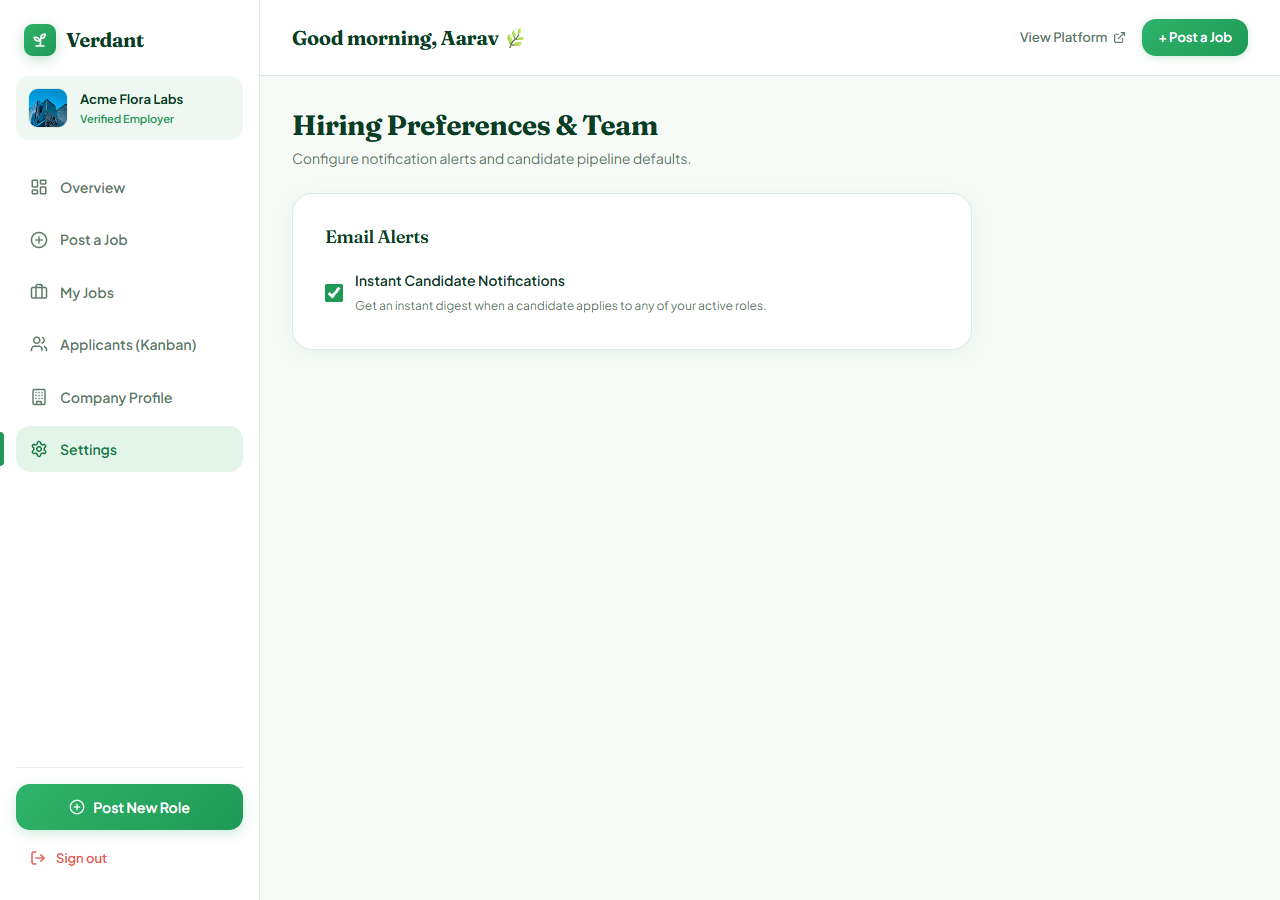 Verdant
Acme Flora Labs
Verified Employer
Overview
Post a Job
My Jobs
Applicants (Kanban)
Company Profile
Settings
Post New Role
Sign out
Good morning, Aarav 🌿
View Platform
+ Post a Job
Hiring Preferences & Team
Configure notification alerts and candidate pipeline defaults.
Email Alerts
Instant Candidate Notifications
Get an instant digest when a candidate applies to any of your active roles.